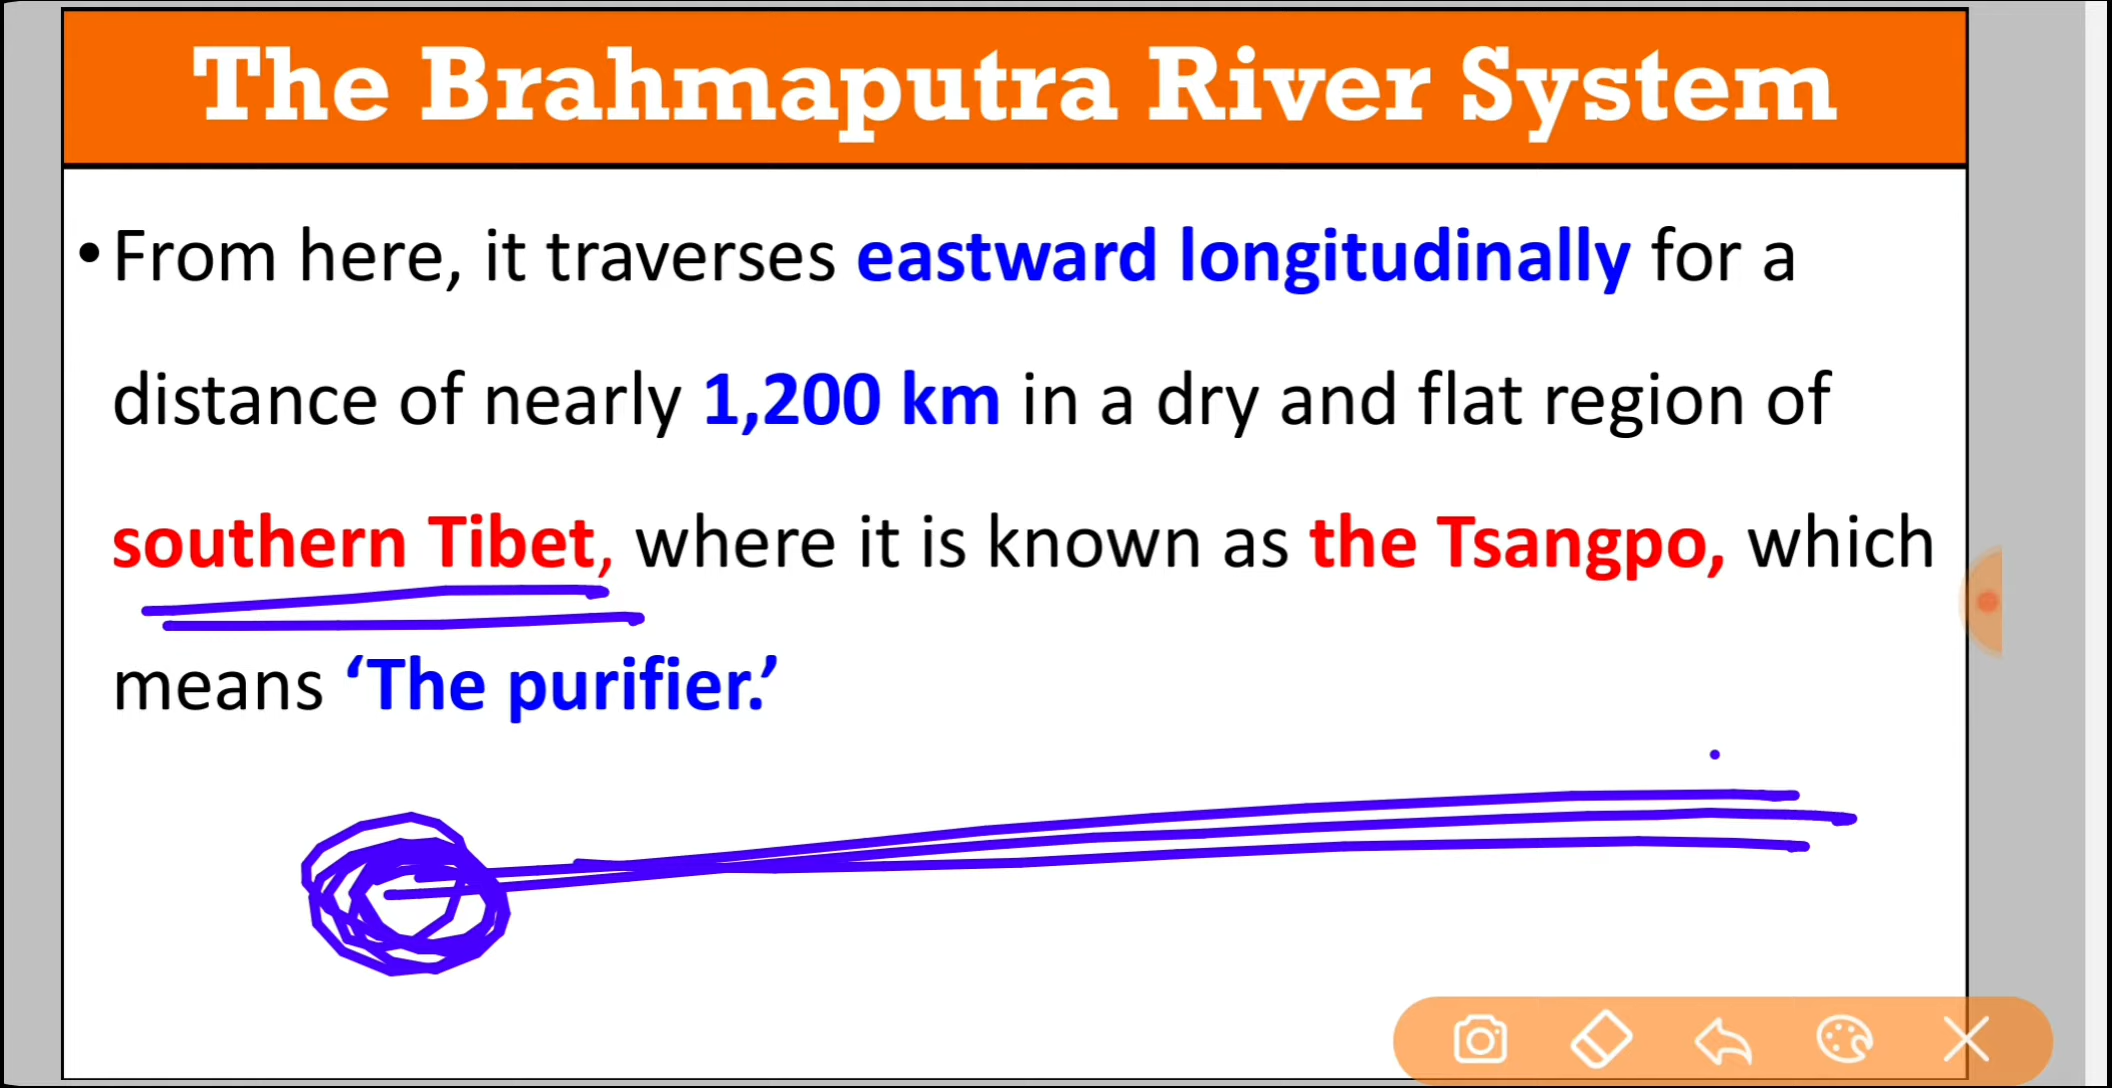 The Brahmaputra River System
• From here, it traverses eastward longitudinally for a
distance of nearly 1,200 km in a dry and flat region of
southern Tibet, where it is known as the Tsangpo, which
means ‘The purifier.’